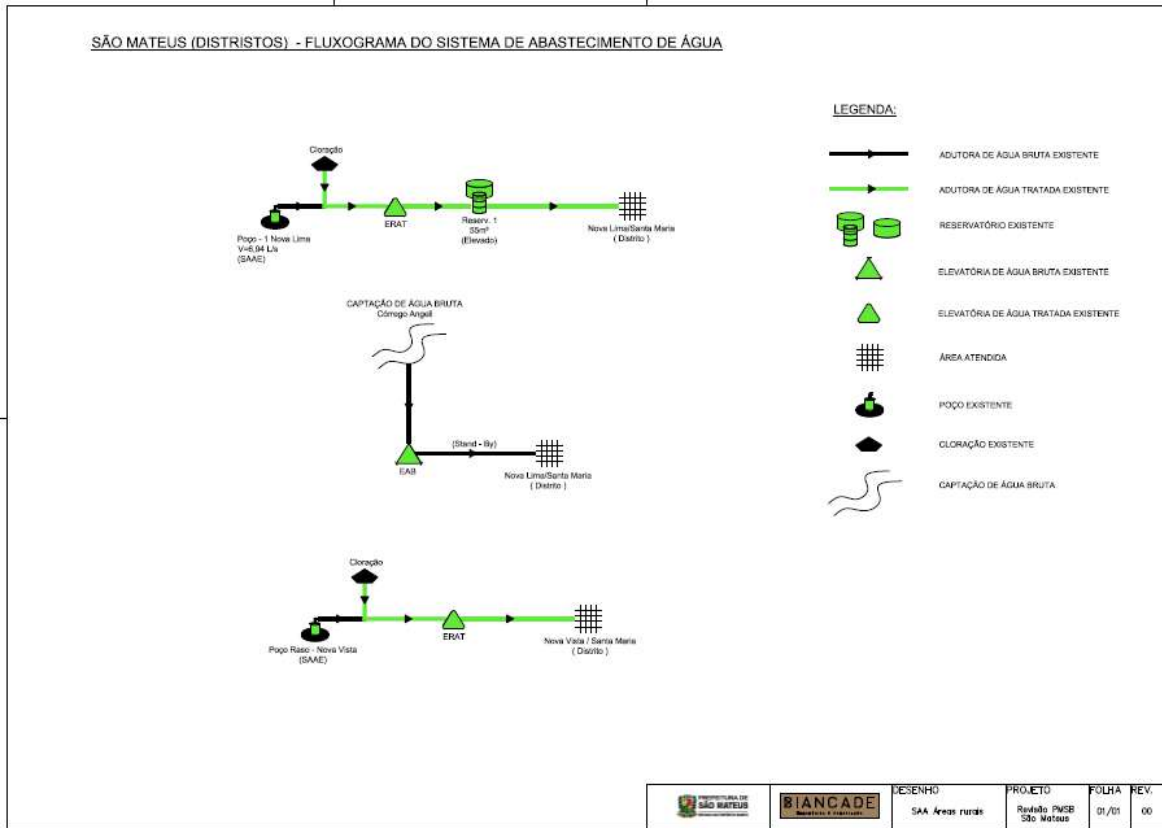 SÃO MATEUS (DISTRISTOS) - FLUXOGRAMA DO SISTEMA DE ABASTECIMENTO DE ÁGUA
Cloração
Poço - 1 Nova Lima
V=6,94 L/s
(SAAE)
ERAT
Reserv. 1
55m³
(Elevado)
Nova Lima/Santa Maria
( Distrito )
CAPTAÇÃO DE ÁGUA BRUTA
Córrego Angeli
EAB
(Stand - By)
Nova Lima/Santa Maria
( Distrito )
Cloração
Poço Raso - Nova Vista
(SAAE)
ERAT
Nova Vista / Santa Maria
( Distrito )
LEGENDA:
ADUTORA DE ÁGUA BRUTA EXISTENTE
ADUTORA DE ÁGUA TRATADA EXISTENTE
RESERVATÓRIO EXISTENTE
ELEVATÓRIA DE ÁGUA BRUTA EXISTENTE
ELEVATÓRIA DE ÁGUA TRATADA EXISTENTE
ÁREA ATENDIDA
POÇO EXISTENTE
CLORAÇÃO EXISTENTE
CAPTAÇÃO DE ÁGUA BRUTA
PREFEITURA DE
SÃO MATEUS
BIANCADE
DESENHO
SAA Áreas rurais
PROJETO
Revisão PMSB
São Mateus
FOLHA
01/01
REV.
00